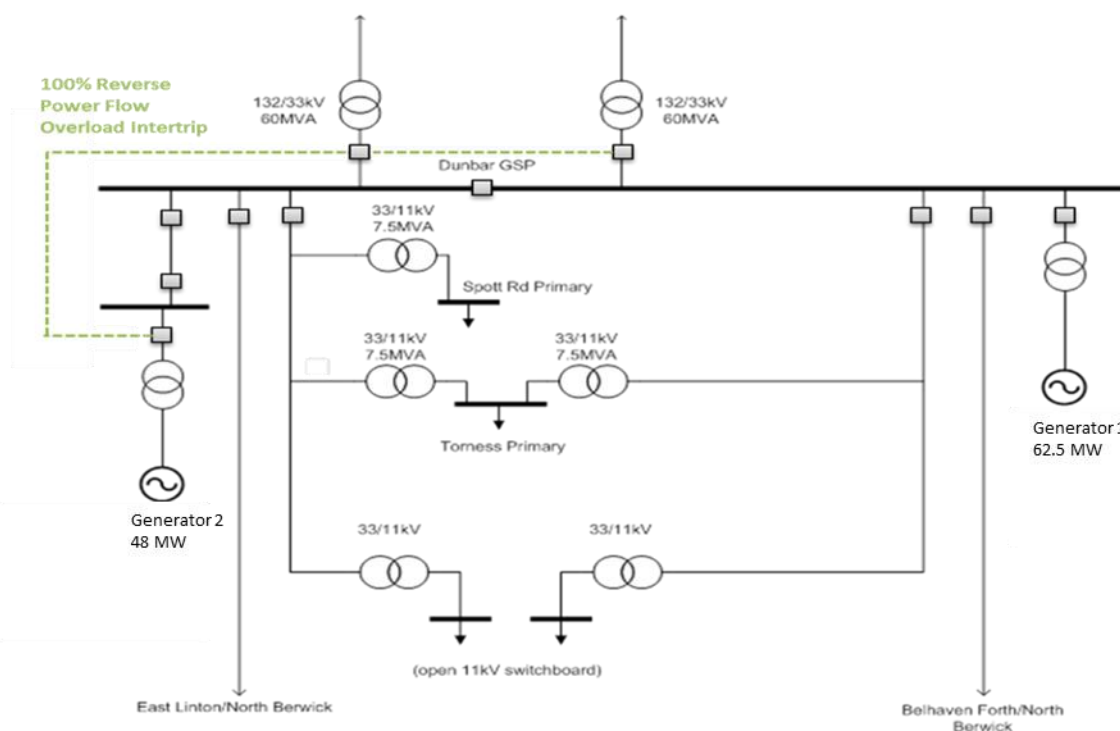 100% Reverse
Power Flow
Overload Intertrip
132/33kV
60MVA
132/33kV
60MVA
Dunbar GSP
33/11kV
7.5MVA
Spott Rd Primary
33/11kV
7.5MVA
33/11kV
7.5MVA
Torness Primary
Generator 1
62.5 MW
Generator 2
48 MW
33/11kV
33/11kV
(open 11kV switchboard)
East Linton/North Berwick
Belhaven Forth/North
Berwick